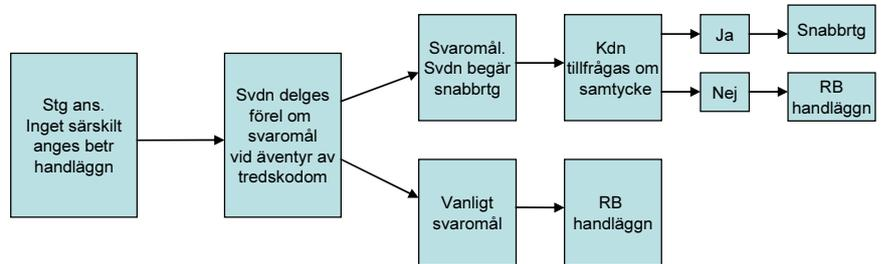 Stg ans.
Inget särskilt
anges betr
handläggn
Svdn delges
förel om
svaromål
vid äventyr av
tredskodom
Svaromål.
Svdn begär
snabbrtg
Kdn
tillfrågas om
samtycke
Ja
Snabbrtg
Nej
RB
handläggn
Vanligt
svaromål
RB
handläggn